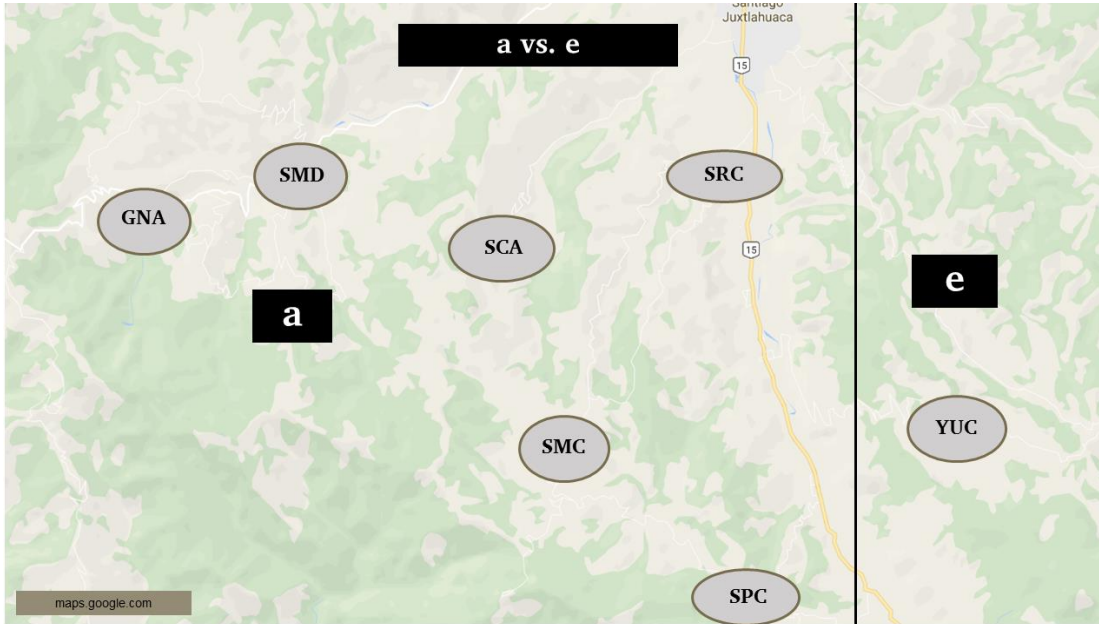 Santiago
Juxtlahuaca
a vs. e
15
SMD
SRC
GNA
SCA
15
e
a
YUC
SMC
SPC
maps.google.com